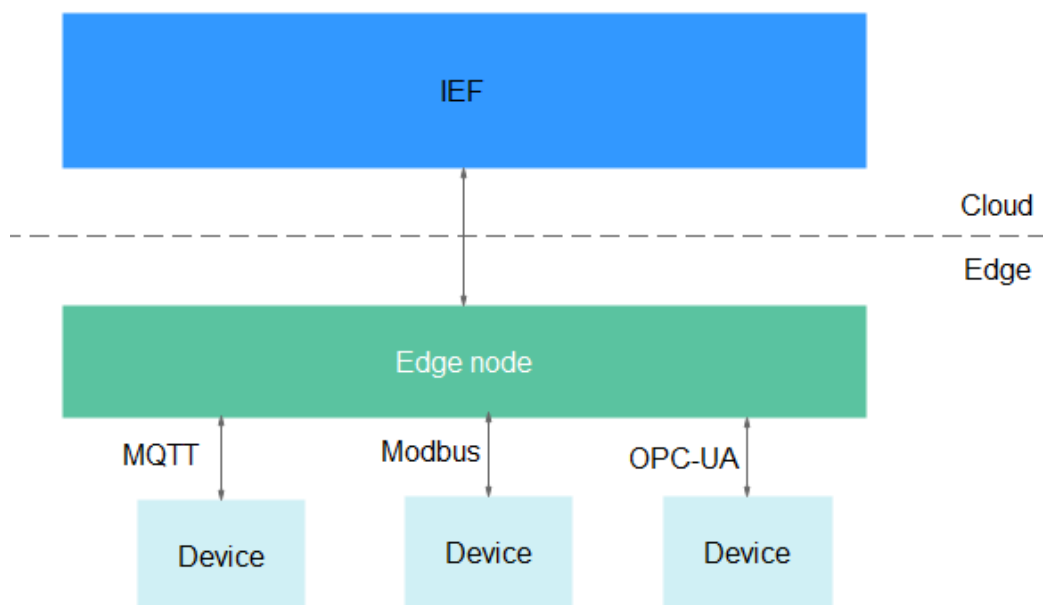 IEF
Cloud
Edge
Edge node
MQTT
Modbus
OPC-UA
Device
Device
Device